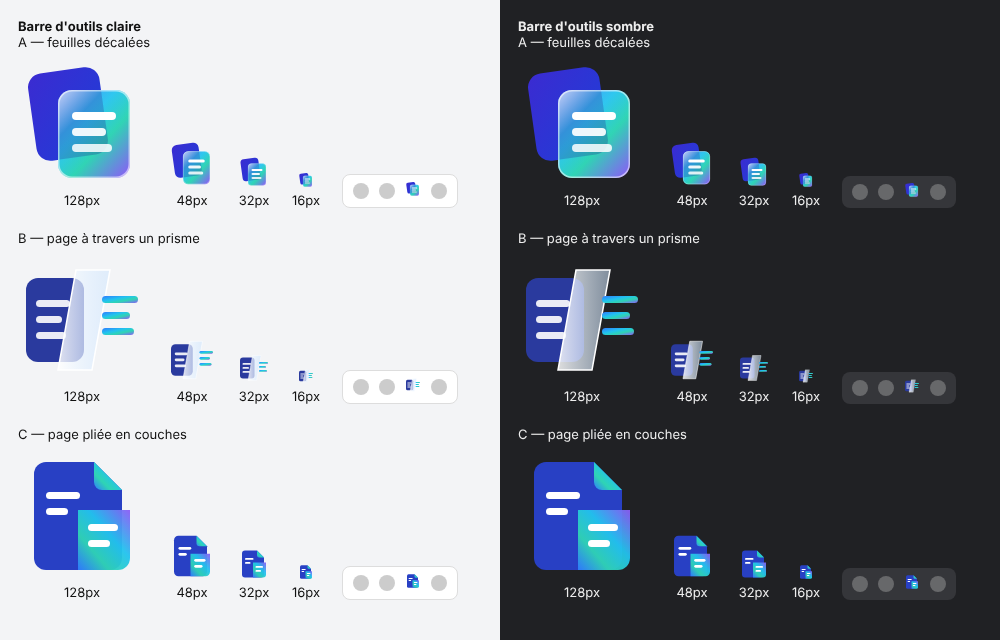 Barre d'outils claire
A — feuilles décalées
128px
48px
32px
16px
B — page à travers un prisme
128px
48px
32px
16px
C — page pliée en couches
128px
48px
32px
16px
Barre d'outils sombre
A — feuilles décalées
128px
48px
32px
16px
B — page à travers un prisme
128px
48px
32px
16px
C — page pliée en couches
128px
48px
32px
16px